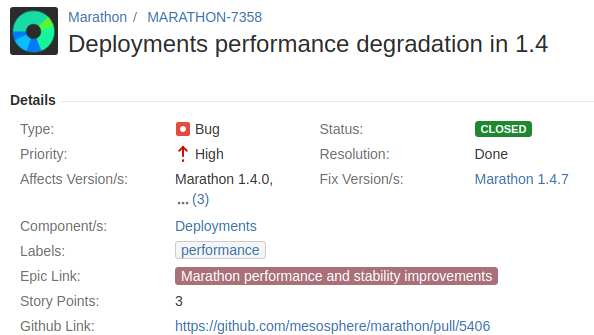 Marathon / MARATHON-7358
Deployments performance degradation in 1.4
Details
Type: Bug Status: CLOSED
Priority: High Resolution: Done
Affects Version/s: Marathon 1.4.0, Fix Version/s: Marathon 1.4.7
... (3)
Component/s: Deployments
Labels: performance
Epic Link: Marathon performance and stability improvements
Story Points: 3
Github Link: https://github.com/mesosphere/marathon/pull/5406